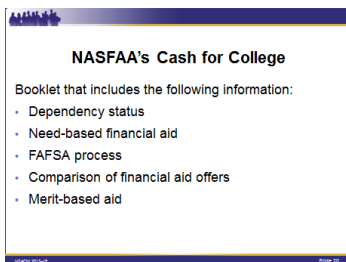 NASFAA's Cash for College
Booklet that includes the following information:
• Dependency status
• Need-based financial aid
• FAFSA process
• Comparison of financial aid offers
• Merit-based aid